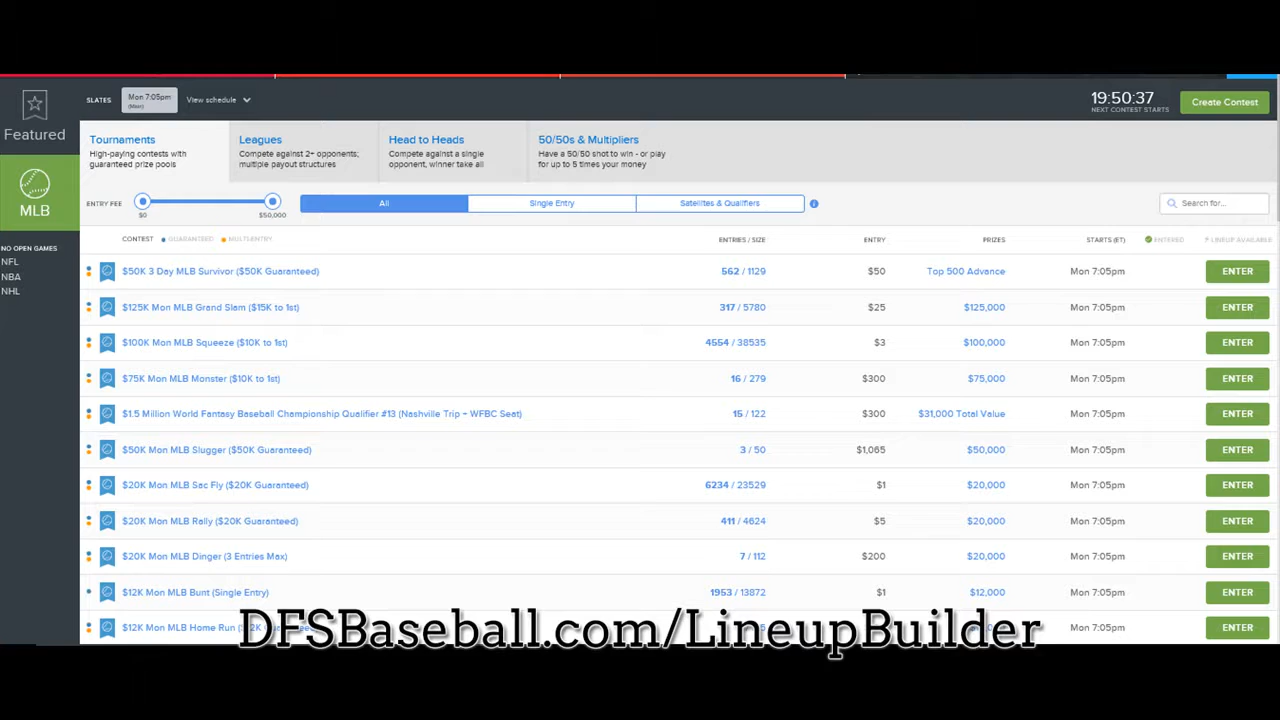 SLATES Mon 7:05pm (Main) View schedule
19:50:37
NEXT CONTEST STARTS
Create Contest
Featured
MLB
NO OPEN GAMES
NFL
NBA
NHL
Tournaments
High-paying contests with
guaranteed prize pools
Leagues
Compete against 2+ opponents;
multiple payout structures
Head to Heads
Compete against a single
opponent, winner take all
50/50s & Multipliers
Have a 50/50 shot to win - or play
for up to 5 times your money
ENTRY FEE $0 $50,000 All Single Entry Satellites & Qualifiers Search for...
CONTEST GUARANTEED MULTI-ENTRY ENTRIES / SIZE ENTRY PRIZES STARTS (ET) ENTERED LINEUP AVAILABLE
$50K 3 Day MLB Survivor ($50K Guaranteed) 562 / 1129 $50 Top 500 Advance Mon 7:05pm ENTER
$125K Mon MLB Grand Slam ($15K to 1st) 317 / 5780 $25 $125,000 Mon 7:05pm ENTER
$100K Mon MLB Squeeze ($10K to 1st) 4554 / 38535 $3 $100,000 Mon 7:05pm ENTER
$75K Mon MLB Monster ($10K to 1st) 16 / 279 $300 $75,000 Mon 7:05pm ENTER
$1.5 Million World Fantasy Baseball Championship Qualifier #13 (Nashville Trip + WFBC Seat) 15 / 122 $300 $31,000 Total Value Mon 7:05pm ENTER
$50K Mon MLB Slugger ($50K Guaranteed) 3 / 50 $1,065 $50,000 Mon 7:05pm ENTER
$20K Mon MLB Sac Fly ($20K Guaranteed) 6234 / 23529 $1 $20,000 Mon 7:05pm ENTER
$20K Mon MLB Rally ($20K Guaranteed) 411 / 4624 $5 $20,000 Mon 7:05pm ENTER
$20K Mon MLB Dinger (3 Entries Max) 7 / 112 $200 $20,000 Mon 7:05pm ENTER
$12K Mon MLB Bunt (Single Entry) 1953 / 13872 $1 $12,000 Mon 7:05pm ENTER
$12K Mon MLB Home Run ENTER
DFSBaseball.com/LineupBuilder